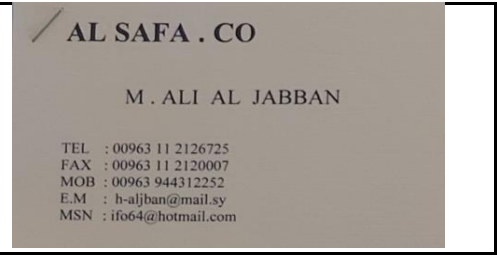 AL SAFA . CO
M . ALI AL JABBAN
TEL : 00963 11 2126725
FAX : 00963 11 2120007
MOB : 00963 944312252
E.M : h-aljban@mail.sy
MSN : ifo64@hotmail.com